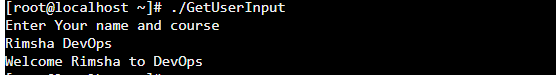 [root@localhost ~]# ./GetUserInput
Enter Your name and course
Rimsha DevOps
Welcome Rimsha to DevOps